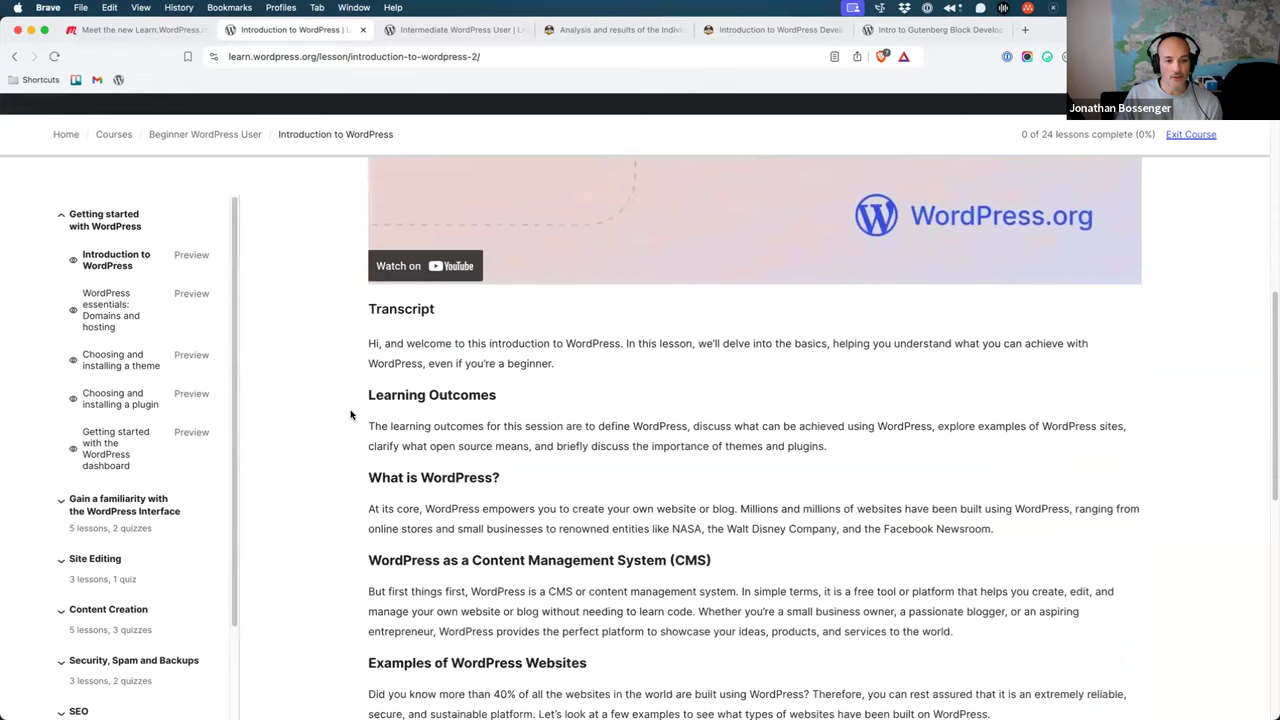 Brave File Edit View History Bookmarks Profiles Tab Window Help
Meet the new Learn.WordPress.
Introduction to WordPress | L
Intermediate WordPress User | L
Analysis and results of the Indivi
Introduction to WordPress Devel
Intro to Gutenberg Block Develop
learn.wordpress.org/lesson/introduction-to-wordpress-2/
7
Shortcuts
Jonathan Bossenger
Home / Courses / Beginner WordPress User / Introduction to WordPress
0 of 24 lessons complete (0%) Exit Course
Getting started
with WordPress
Introduction to
WordPress
Preview
WordPress
essentials:
Domains and
hosting
Preview
Choosing and
installing a theme
Preview
Choosing and
installing a plugin
Preview
Getting started
with the
WordPress
dashboard
Preview
Gain a familiarity with
the WordPress Interface
5 lessons, 2 quizzes
Site Editing
3 lessons, 1 quiz
Content Creation
5 lessons, 3 quizzes
Security, Spam and Backups
3 lessons, 2 quizzes
SEO
WordPress.org
Watch on YouTube
Transcript
Hi, and welcome to this introduction to WordPress. In this lesson, we'll delve into the basics, helping you understand what you can achieve with
WordPress, even if you're a beginner.
Learning Outcomes
The learning outcomes for this session are to define WordPress, discuss what can be achieved using WordPress, explore examples of WordPress sites,
clarify what open source means, and briefly discuss the importance of themes and plugins.
What is WordPress?
At its core, WordPress empowers you to create your own website or blog. Millions and millions of websites have been built using WordPress, ranging from
online stores and small businesses to renowned entities like NASA, the Walt Disney Company, and the Facebook Newsroom.
WordPress as a Content Management System (CMS)
But first things first, WordPress is a CMS or content management system. In simple terms, it is a free tool or platform that helps you create, edit, and
manage your own website or blog without needing to learn code. Whether you're a small business owner, a passionate blogger, or an aspiring
entrepreneur, WordPress provides the perfect platform to showcase your ideas, products, and services to the world.
Examples of WordPress Websites
Did you know more than 40% of all the websites in the world are built using WordPress? Therefore, you can rest assured that it is an extremely reliable,
secure, and sustainable platform. Let's look at a few examples to see what types of websites have been built on WordPress.